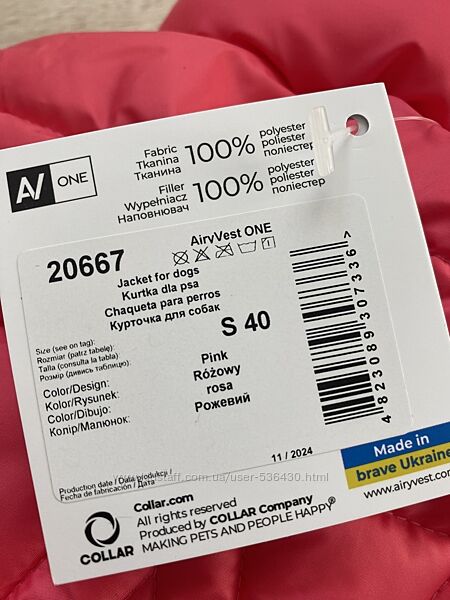 AV ONE
Fabric
Tkanina
Тканина
100%
polyester
poliester
поліестер
Filler
Wypełniacz
Наповнювач
100%
polyester
poliester
поліестер
20667
AiryVest ONE
Jacket for dogs
Kurtka dla psa
Chaqueta para perros
Курточка для собак
Size (see on tag):
Rozmiar (patrz tabelę):
Talla (consulta la tabla)
Розмір (дивись таблицю):
S 40
Color/Design:
Kolor/Rysunek:
Color/Dibujo:
Колір/Малюнок:
Pink
Różowy
rosa
Рожевий
4 823089 307336 >
11 / 2024
Production date / Data produkcji /
Fecha de fabricación / Дата
Made in
brave Ukraine
www.airyvest.com
COLLAR
Collar.com
All rights reserved
Produced by COLLAR Company
MAKING PETS AND PEOPLE HAPPY®
kidstaff.com.ua/user-536430.html